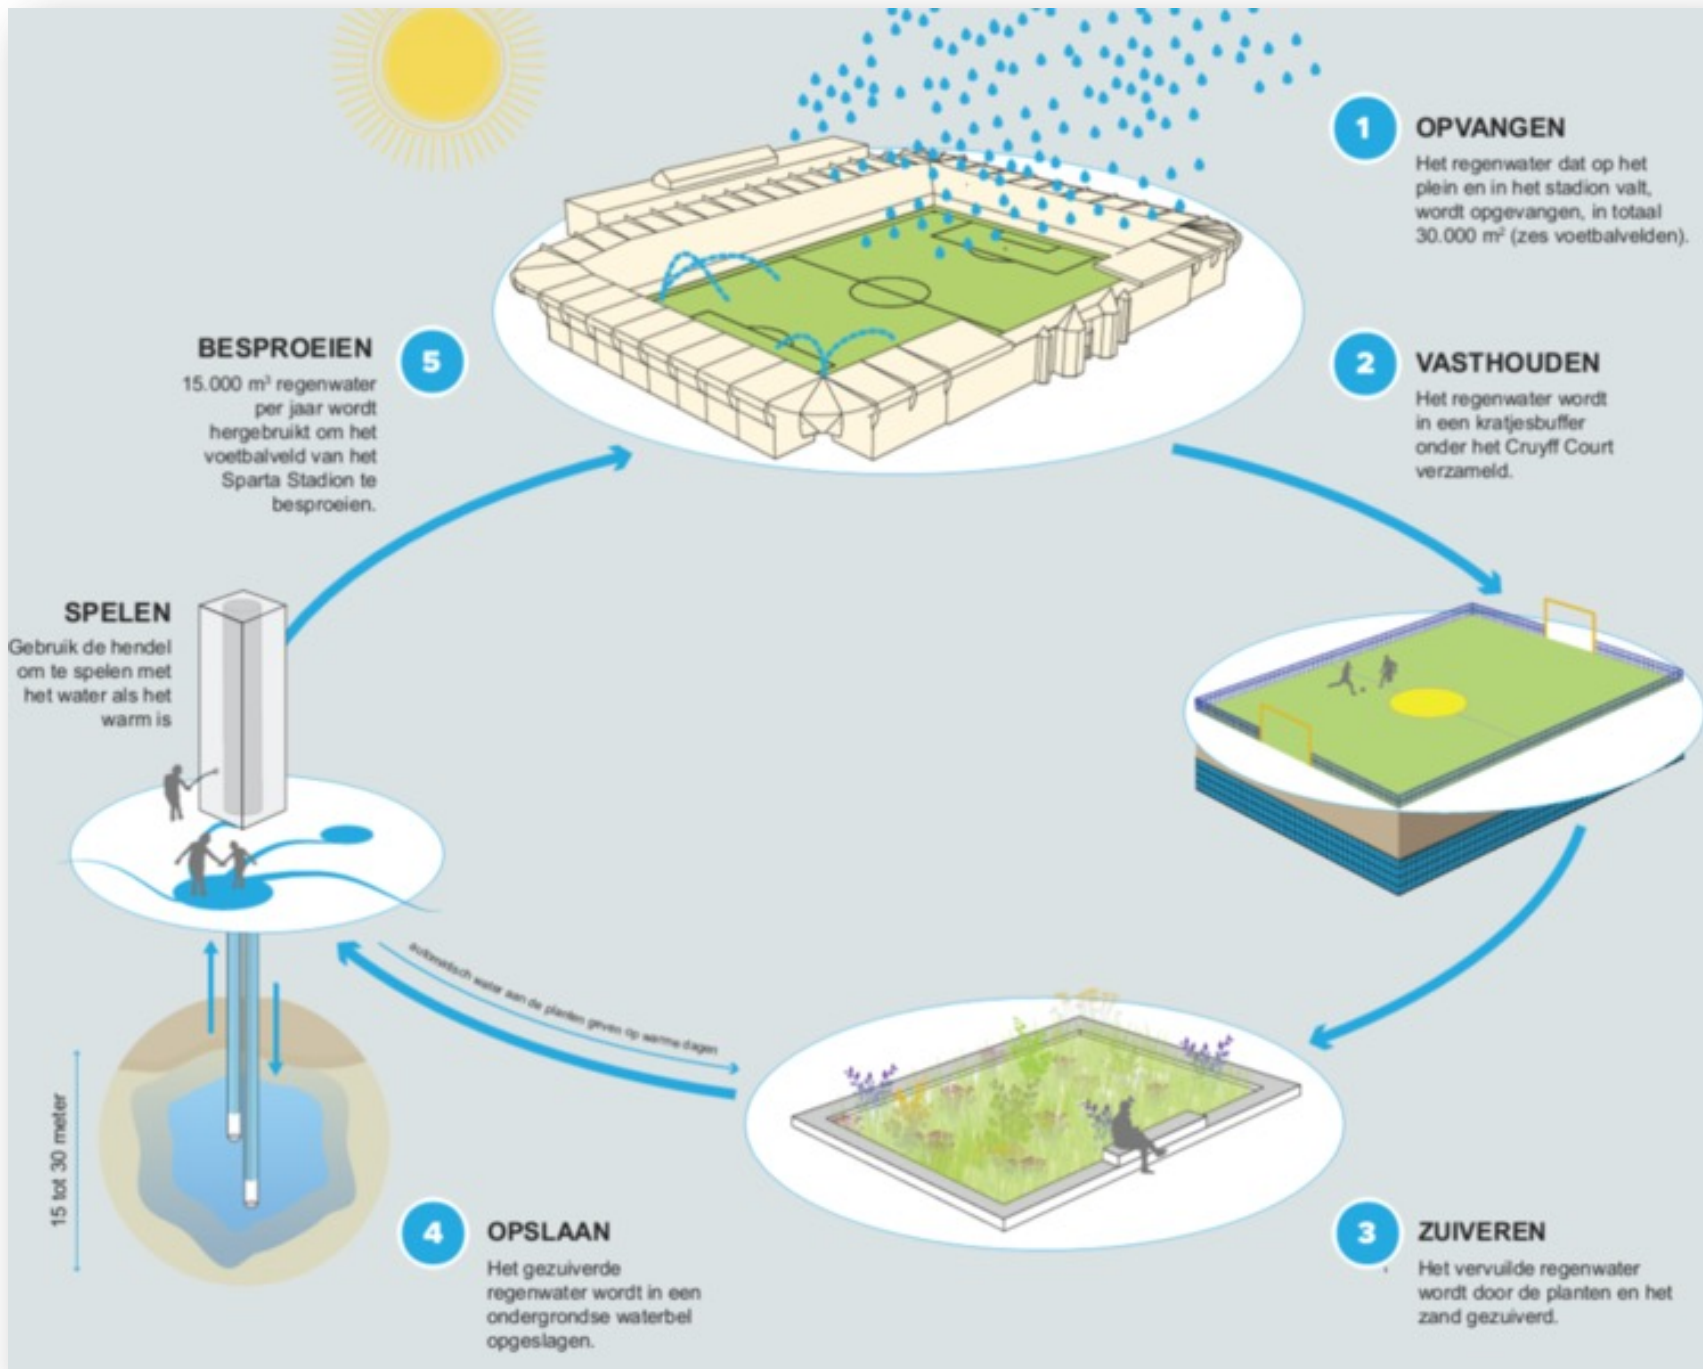 1
OPVANGEN
Het regenwater dat op het
plein en in het stadion valt,
wordt opgevangen, in totaal
30.000 m² (zes voetbalvelden).
2
VASTHOUDEN
Het regenwater wordt
in een kratjesbuffer
onder het Cruyff Court
verzameld.
3
ZUIVEREN
Het vervuilde regenwater
wordt door de planten en het
zand gezuiverd.
4
OPSLAAN
Het gezuiverde
regenwater wordt in een
ondergrondse waterbel
opgeslagen.
automatisch water aan de planten geven op warme dagen
15 tot 30 meter
SPELEN
Gebruik de hendel
om te spelen met
het water als het
warm is
5
BESPROEIEN
15.000 m³ regenwater
per jaar wordt
hergebruikt om het
voetbalveld van het
Sparta Stadion te
besproeien.